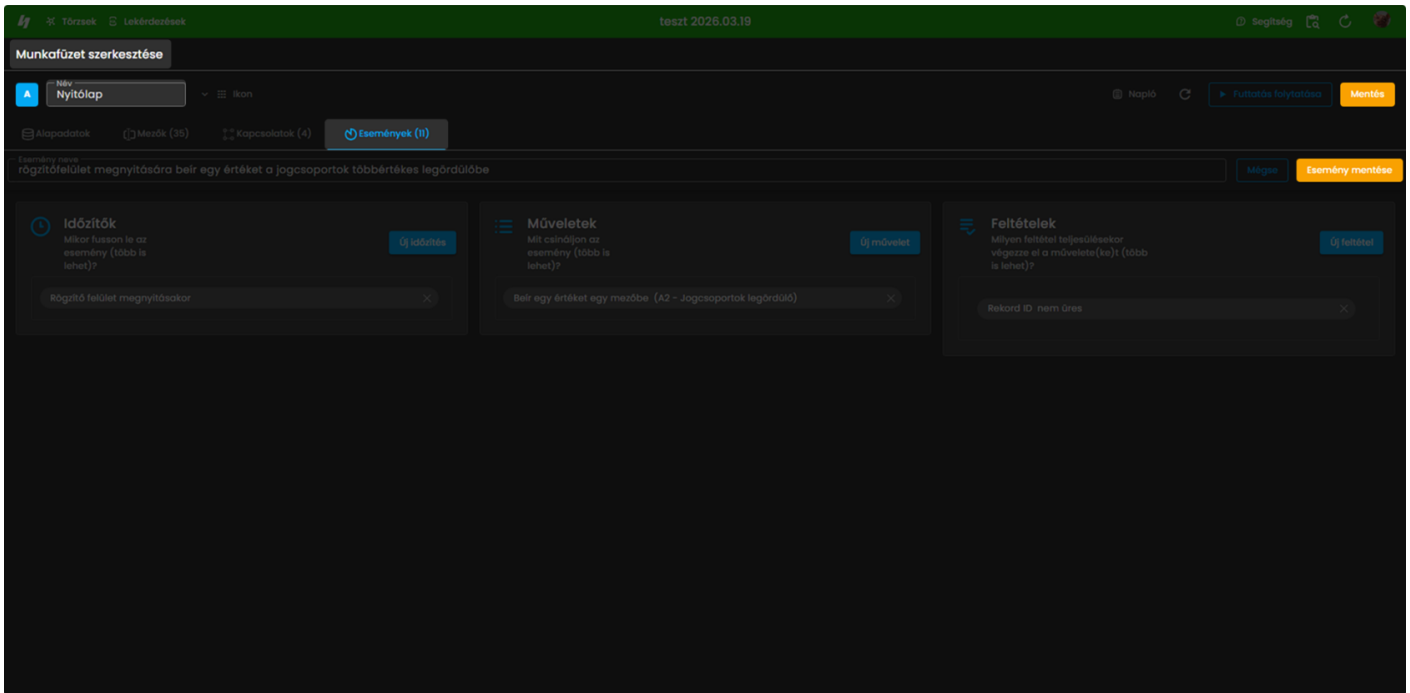 Törzsek Lekérdezések teszt 2026.03.19 Segítség
Munkafüzet szerkesztése
A Név Nyitólap Ikon Napló Futtatás folytatása Mentés
Alapadatok Mezők (35) Kapcsolatok (4) Események (11)
Esemény neve
rögzítőfelület megnyitására beír egy értéket a jogcsoportok többértékes legördülőbe Mégse Esemény mentése
Időzítők
Mikor fusson le az
esemény (több is
lehet)?
Új időzítés
Rögzítő felület megnyitásakor
Műveletek
Mit csináljon az
esemény (több is
lehet)?
Új művelet
Beír egy értéket egy mezőbe (A2 - Jogcsoportok legördülő)
Feltételek
Milyen feltétel teljesülésekor
végezze el a művelete(ke)t (több
is lehet)?
Új feltétel
Rekord ID nem üres